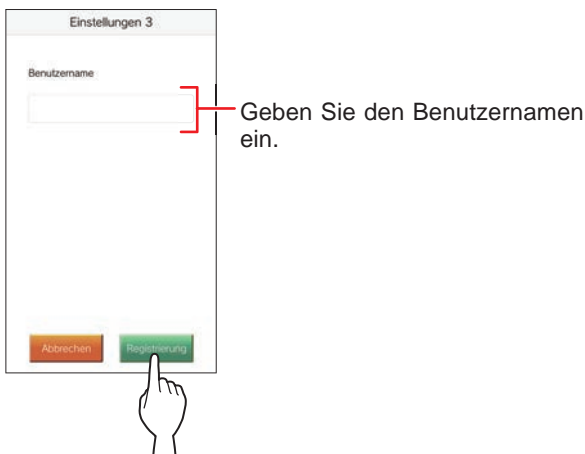 Einstellungen 3
Benutzername
Geben Sie den Benutzernamen
ein.
Abbrechen
Registrierung